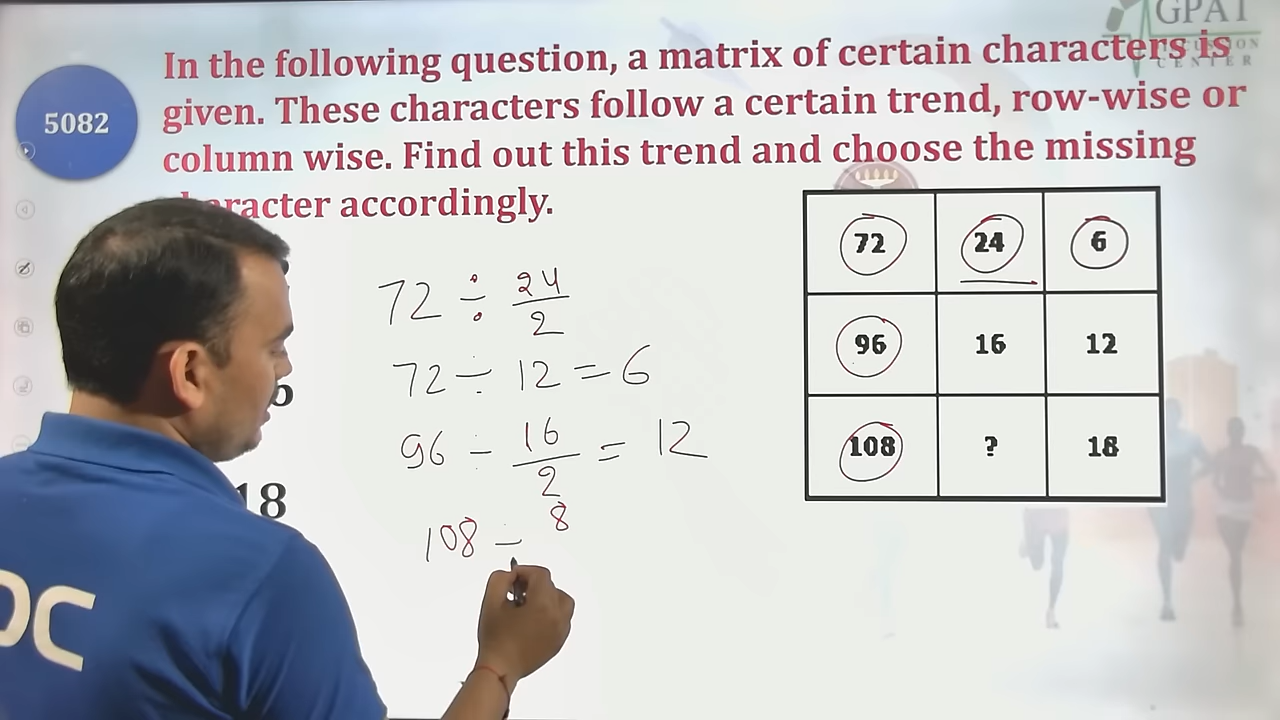 GPAT
DISCUSSION
CENTER
5082
In the following question, a matrix of certain characters is
given. These characters follow a certain trend, row-wise or
column wise. Find out this trend and choose the missing
character accordingly.
72 24 6
96 16 12
108 ? 18
72 ÷ 24/2
72 ÷ 12 = 6
96 ÷ 16/2 = 12
8
108 ÷
18